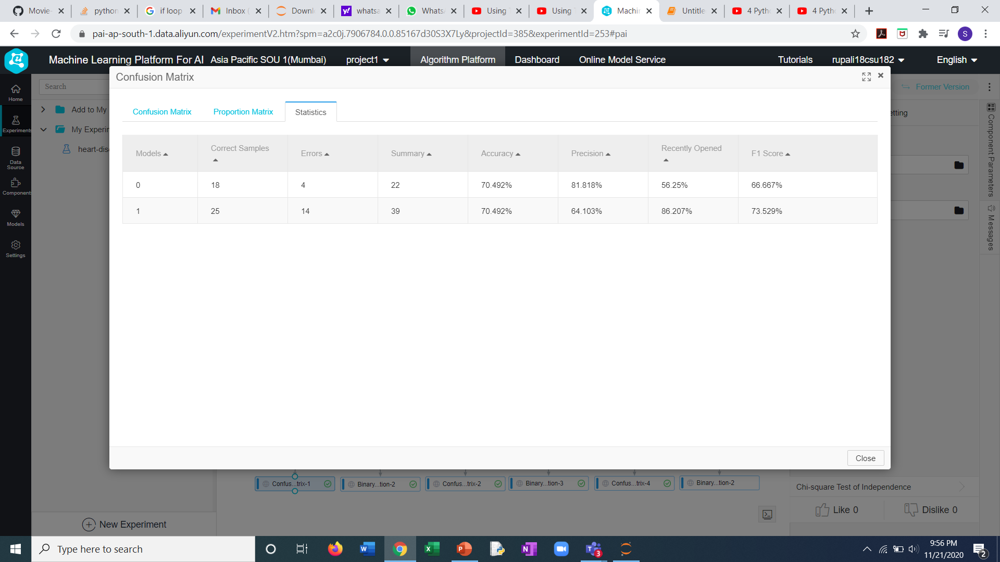 Movie-
python
if loop
Inbox (
Downl
whatsa
Whats
Using
Using
Machin
Untitle
4 Pyth
4 Pyth
pai-ap-south-1.data.aliyun.com/experimentV2.htm?spm=a2c0j.7906784.0.0.85167d30S3X7Ly&projectId=385&experimentId=253#pai
S
Machine Learning Platform For AI Asia Pacific SOU 1(Mumbai) project1 Algorithm Platform Dashboard Online Model Service Tutorials rupali18csu182 English
Confusion Matrix
Search
Former Version
Home
Experiments
Data
Source
Components
Models
Settings
Add to My
My Experin
heart-dis
etting
Component Parameters
Messages
Confusion Matrix Proportion Matrix Statistics
Models Correct Samples Errors Summary Accuracy Precision Recently Opened F1 Score
0 18 4 22 70.492% 81.818% 56.25% 66.667%
1 25 14 39 70.492% 64.103% 86.207% 73.529%
Close
Confus...trix-1 Binary...tion-2 Confus...trix-2 Binary...tion-3 Confus...trix-4 Binary...tion-2
Chi-square Test of Independence
Like 0 Dislike 0
New Experiment
Type here to search
3
9:56 PM
11/21/2020
2